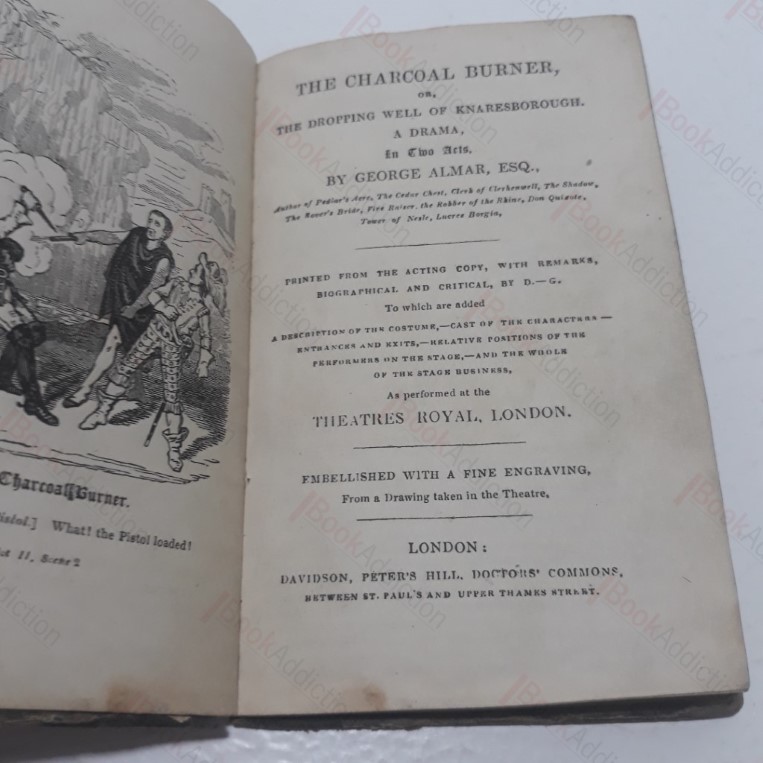 Charcoal Burner.
What! the Pistol loaded!
11, Scene 2
THE CHARCOAL BURNER,
OR,
THE DROPPING WELL OF KNARESBOROUGH.
A DRAMA,
In Two Acts.
BY GEORGE ALMAR, ESQ.,
Author of Pedlar's Acre, The Cedar Chest, Clerk of Clerkenwell, The Shadow,
The Rover's Bride, Fire Raiser, the Robber of the Rhine, Don Quixote,
Tower of Nesle, Lucrece Borgia,
PRINTED FROM THE ACTING COPY, WITH REMARKS,
BIOGRAPHICAL AND CRITICAL, BY D.—G.
To which are added
A DESCRIPTION OF THE COSTUME,—CAST OF THE CHARACTERS—
ENTRANCES AND EXITS,—RELATIVE POSITIONS OF THE
PERFORMERS ON THE STAGE,—AND THE WHOLE
OF THE STAGE BUSINESS,
As performed at the
THEATRES ROYAL, LONDON.
EMBELLISHED WITH A FINE ENGRAVING,
From a Drawing taken in the Theatre,
LONDON:
DAVIDSON, PETER'S HILL, DOCTORS' COMMONS,
BETWEEN ST. PAUL'S AND UPPER THAMES STREET.
BookAddiction